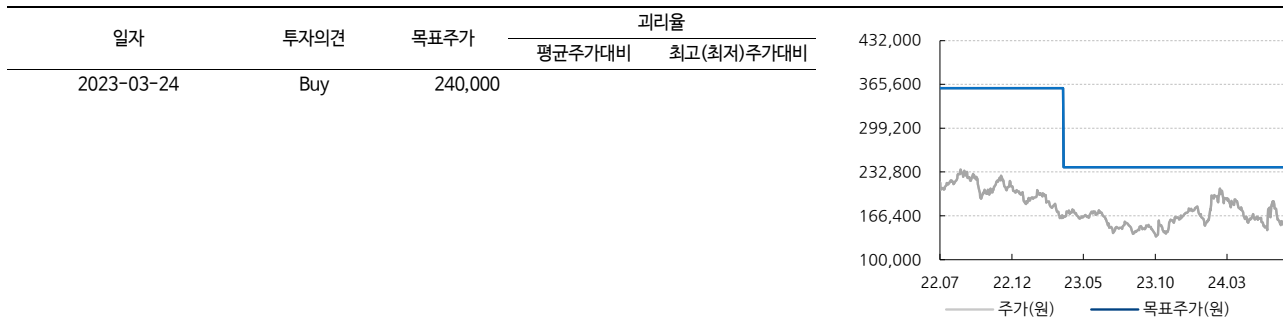 일자 투자의견 목표주가 괴리율
평균주가대비 최고(최저)주가대비
2023-03-24 Buy 240,000
432,000
365,600
299,200
232,800
166,400
100,000
22.07 22.12 23.05 23.10 24.03
주가(원) 목표주가(원)